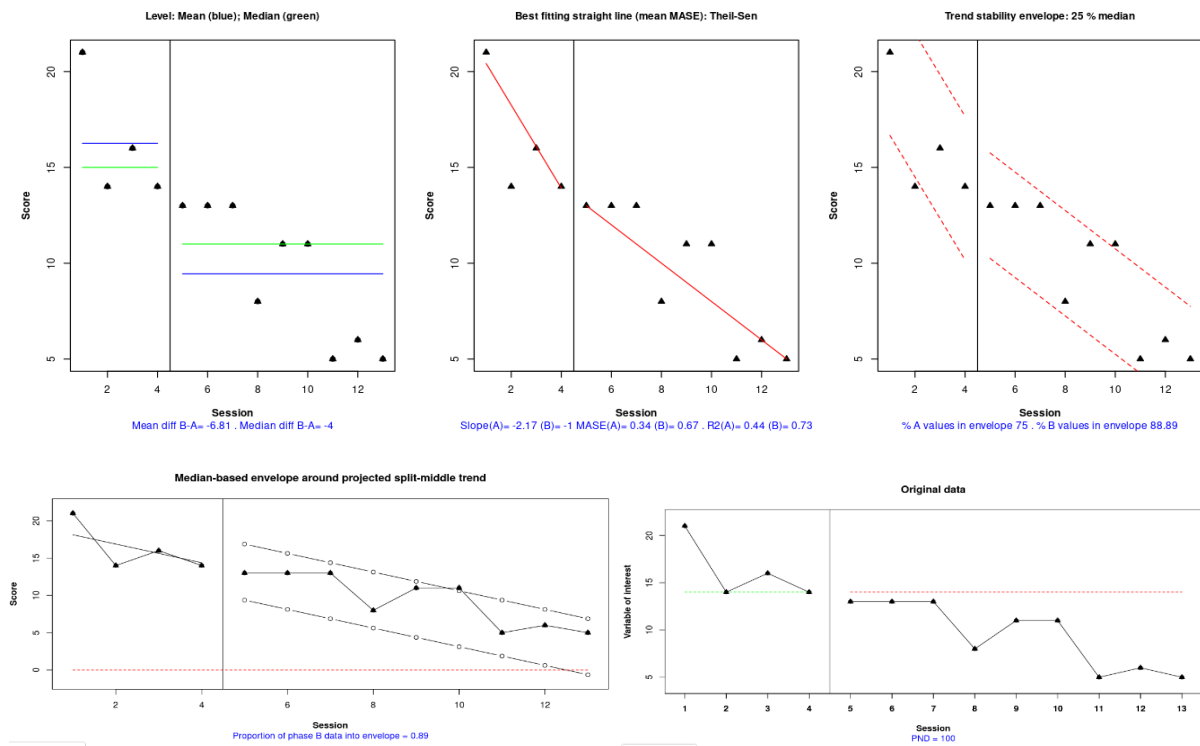 Level: Mean (blue); Median (green)
20
15
10
5
Score
2 4 6 8 10 12
Session
Mean diff B-A= -6.81 . Median diff B-A= -4
Best fitting straight line (mean MASE): Theil-Sen
20
15
10
5
Score
2 4 6 8 10 12
Session
Slope(A)= -2.17 (B)= -1 MASE(A)= 0.34 (B)= 0.67 . R2(A)= 0.44 (B)= 0.73
Trend stability envelope: 25 % median
20
15
10
5
Score
2 4 6 8 10 12
Session
% A values in envelope 75 . % B values in envelope 88.89
Median-based envelope around projected split-middle trend
20
15
10
5
0
Score
2 4 6 8 10 12
Session
Proportion of phase B data into envelope = 0.89
Original data
20
15
10
5
Variable of interest
1 2 3 4 5 6 7 8 9 10 11 12 13
Session
PND = 100